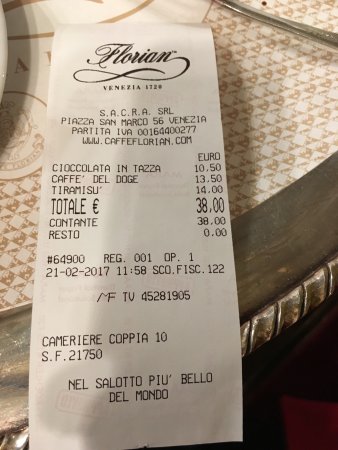 Florian
VENEZIA 1720
S.A.C.R.A. SRL
PIAZZA SAN MARCO 56 VENEZIA
PARTITA IVA 00164400277
WWW.CAFFEFLORIAN.COM
EURO
CIOCCOLATA IN TAZZA 10,50
CAFFE' DEL DOGE 13,50
TIRAMISU' 14,00
TOTALE € 38,00
CONTANTE 38,00
RESTO 0,00
#64900 REG. 001 OP. 1
21-02-2017 11:58 SCO.FISC.122
MF TV 45281905
CAMERIERE COPPIA 10
S.F.21750
NEL SALOTTO PIU' BELLO
DEL MONDO